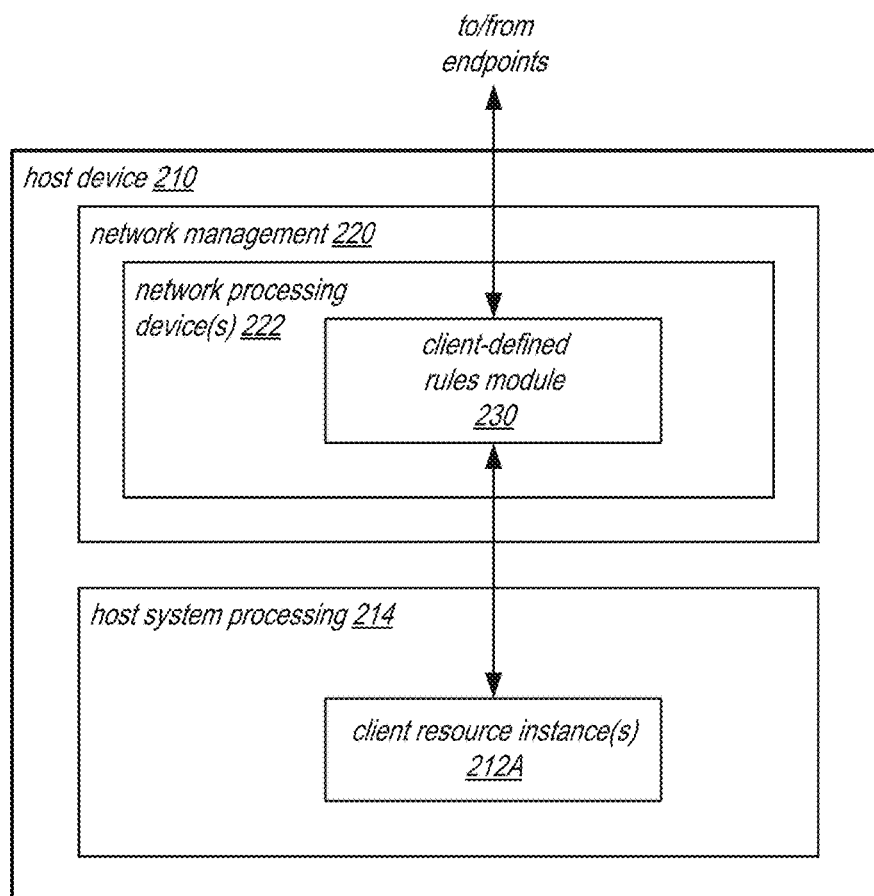 to/from
endpoints
host device 210
network management 220
network processing
device(s) 222
client-defined
rules module
230
host system processing 214
client resource instance(s)
212A